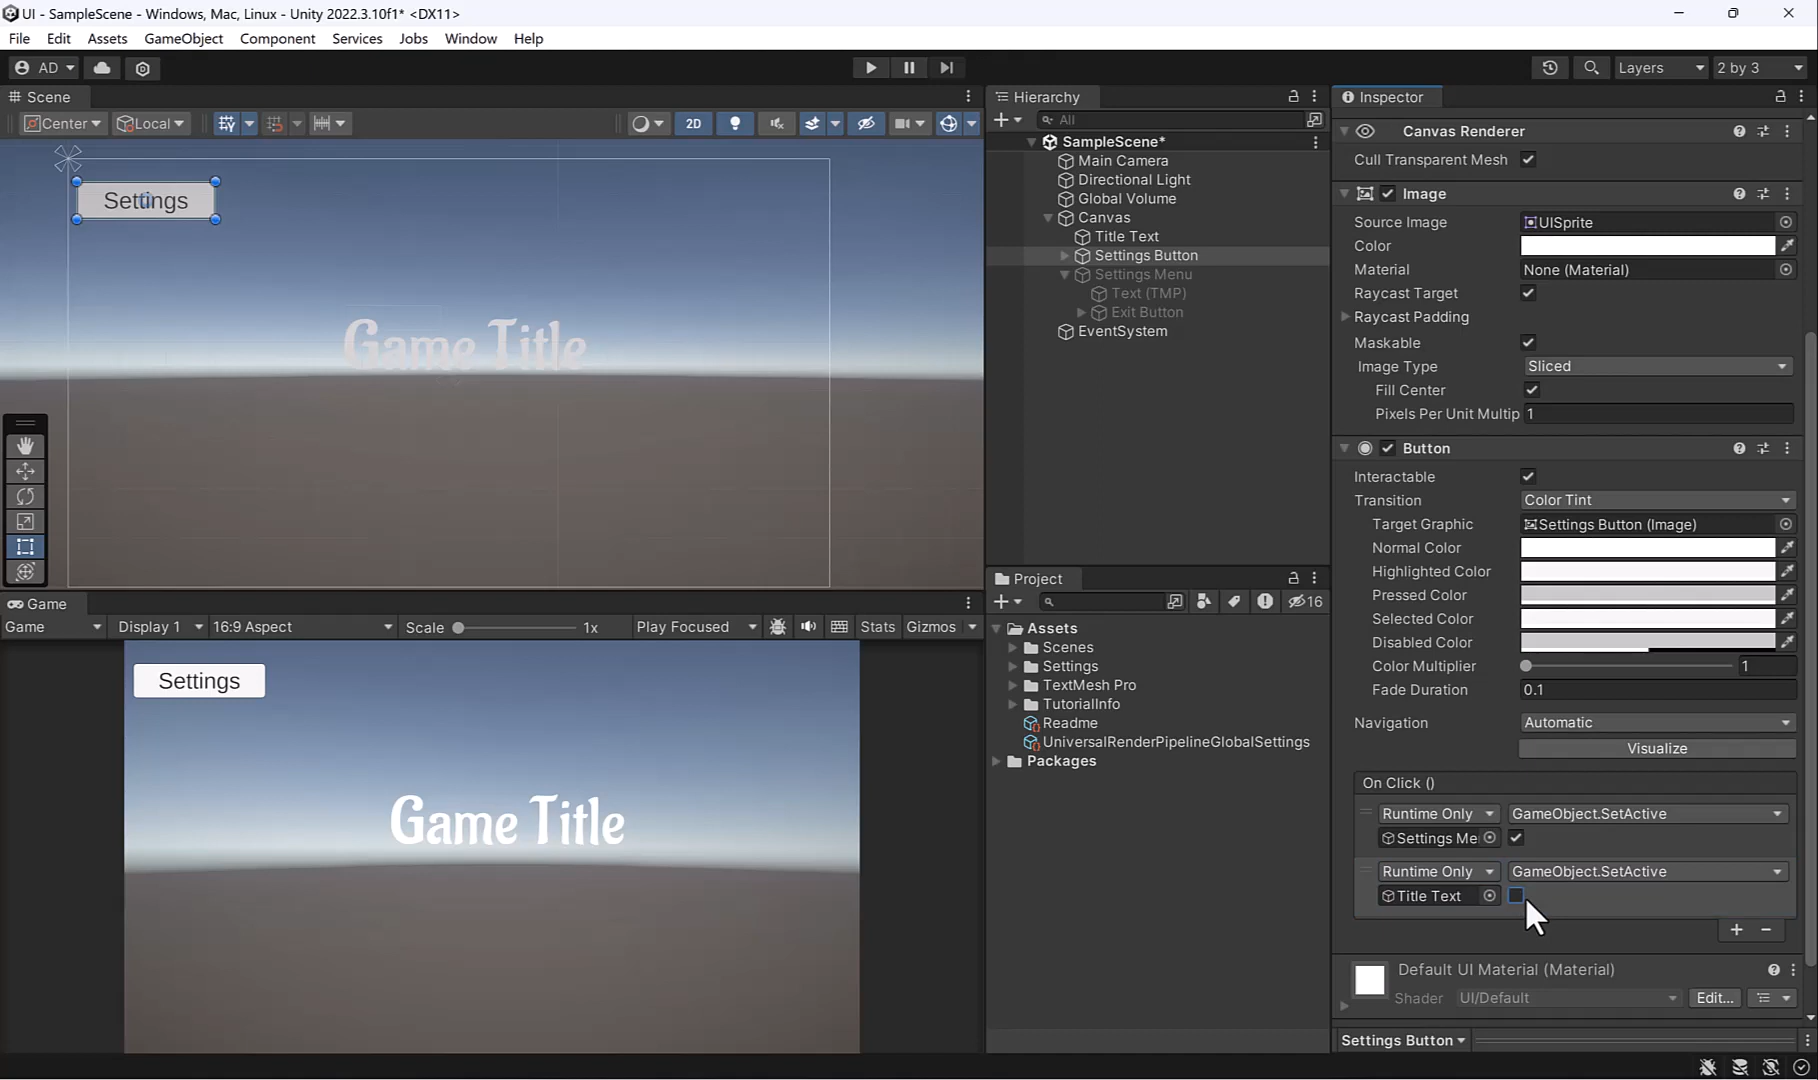 UI - SampleScene - Windows, Mac, Linux - Unity 2022.3.10f1* <DX11>
File Edit Assets GameObject Component Services Jobs Window Help
AD
Layers
2 by 3
Scene
Center
Local
2D
Settings
Game Title
Game
Game
Display 1
16:9 Aspect
Scale
1x
Play Focused
Stats
Gizmos
Settings
Game Title
Hierarchy
All
SampleScene*
Main Camera
Directional Light
Global Volume
Canvas
Title Text
Settings Button
Settings Menu
Text (TMP)
Exit Button
EventSystem
Project
16
Assets
Scenes
Settings
TextMesh Pro
TutorialInfo
Readme
UniversalRenderPipelineGlobalSettings
Packages
Inspector
Canvas Renderer
Cull Transparent Mesh
Image
Source Image UISprite
Color
Material None (Material)
Raycast Target
Raycast Padding
Maskable
Image Type Sliced
Fill Center
Pixels Per Unit Multip 1
Button
Interactable
Transition Color Tint
Target Graphic Settings Button (Image)
Normal Color
Highlighted Color
Pressed Color
Selected Color
Disabled Color
Color Multiplier 1
Fade Duration 0.1
Navigation Automatic
Visualize
On Click ()
Runtime Only GameObject.SetActive
Settings Me
Runtime Only GameObject.SetActive
Title Text
+ −
Default UI Material (Material)
Shader UI/Default Edit...
Settings Button